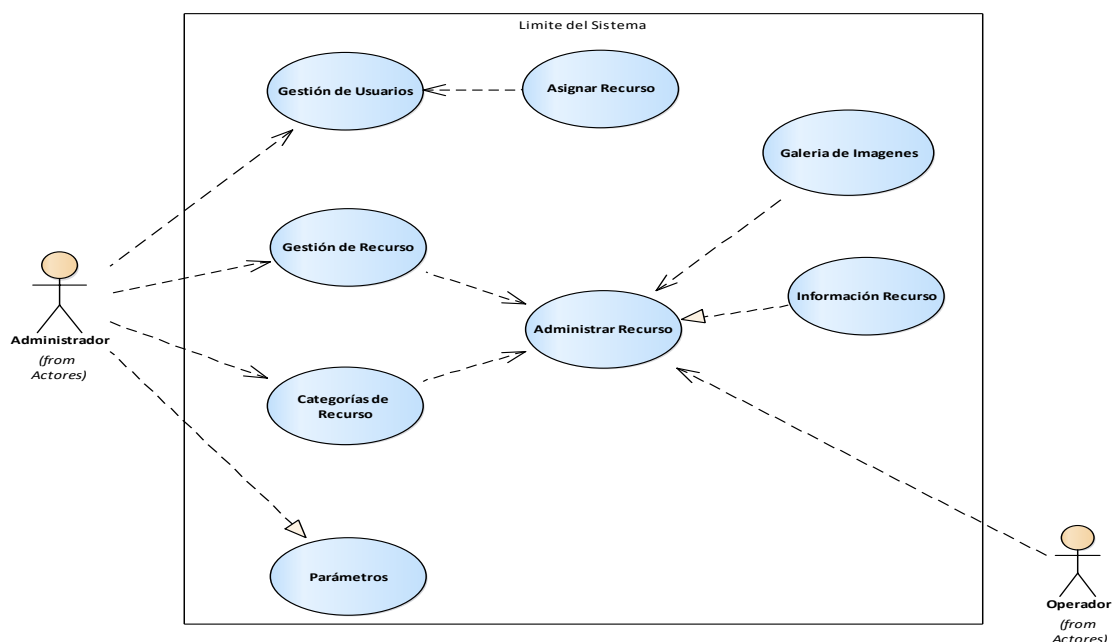 Limite del Sistema
Gestión de Usuarios
Asignar Recurso
Galeria de Imagenes
Gestión de Recurso
Información Recurso
Administrar Recurso
Administrador
(from
Actores)
Categorías de
Recurso
Parámetros
Operador
(from
Actores)